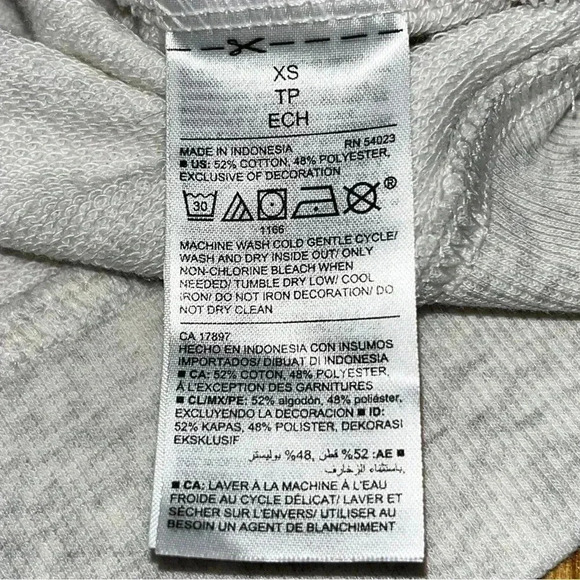 XS
TP
ECH
MADE IN INDONESIA RN 54023
■ US: 52% COTTON, 48% POLYESTER,
EXCLUSIVE OF DECORATION
30 ®
1166
MACHINE WASH COLD GENTLE CYCLE/
WASH AND DRY INSIDE OUT/ ONLY
NON-CHLORINE BLEACH WHEN
NEEDED/ TUMBLE DRY LOW/ COOL
IRON/ DO NOT IRON DECORATION/ DO
NOT DRY CLEAN
CA 17897
HECHO EN INDONESIA CON INSUMOS
IMPORTADOS/ DIBUAT DI INDONESIA
■ CA: 52% COTON, 48% POLYESTER,
À L'EXCEPTION DES GARNITURES
■ CL/MX/PE: 52% algodón, 48% poliéster.
EXCLUYENDO LA DECORACION ■ ID:
52% KAPAS, 48% POLISTER, DEKORASI
EKSKLUSIF
■ AE: 52% قطن, 48% بوليستر
باستثناء الزخارف.
■ CA: LAVER À LA MACHINE À L'EAU
FROIDE AU CYCLE DÉLICAT/ LAVER ET
SÉCHER SUR L'ENVERS/ UTILISER AU
BESOIN UN AGENT DE BLANCHIMENT